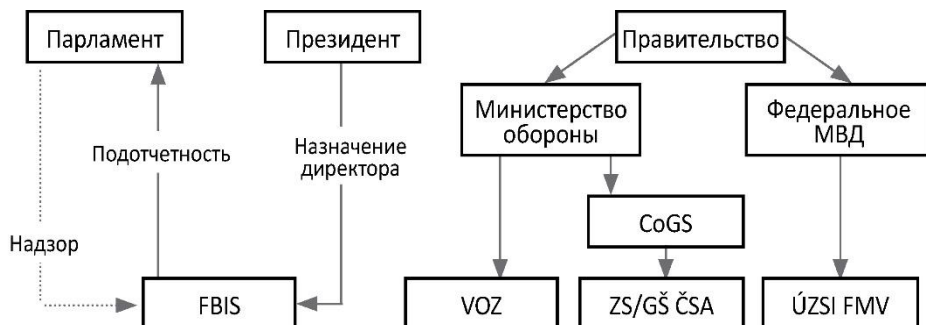 Парламент
Президент
Правительство
Министерство
обороны
Федеральное
МВД
Подотчетность
Назначение
директора
Надзор
CoGS
FBIS
VOZ
ZS/GŠ ČSA
ÚZSI FMV